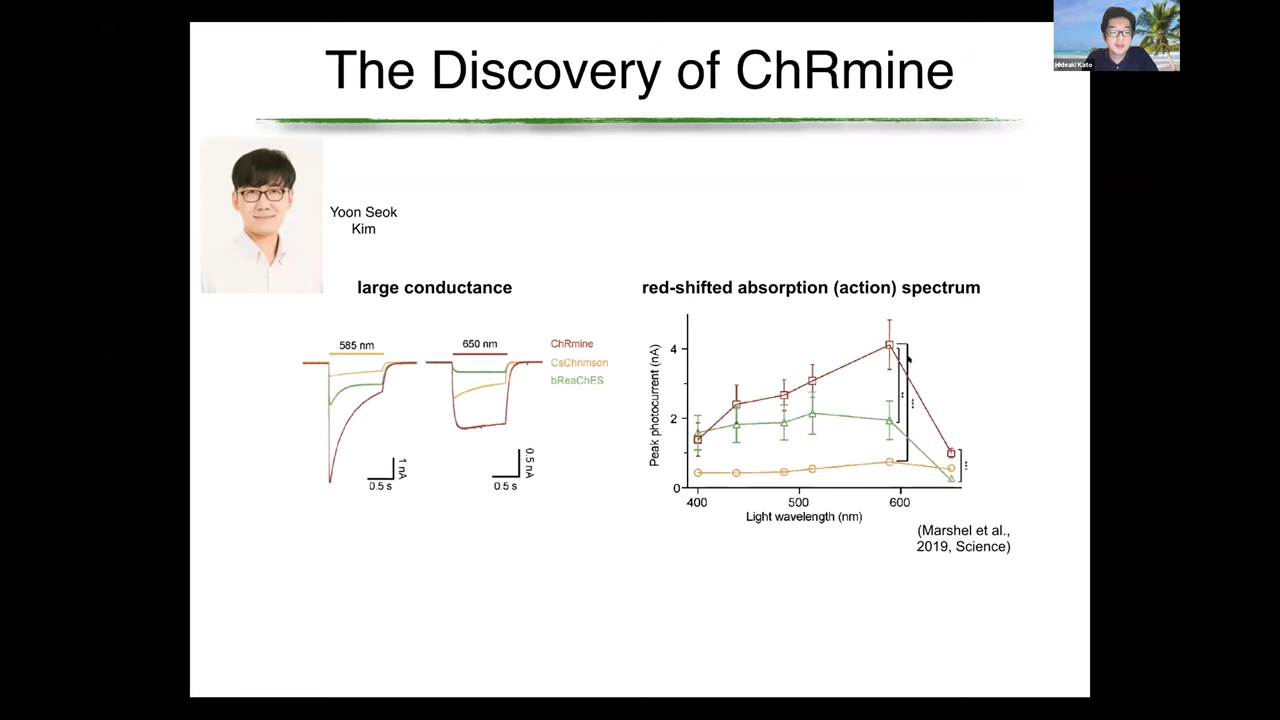 The Discovery of ChRmine
Hideaki Kato
Yoon Seok
Kim
large conductance
red-shifted absorption (action) spectrum
585 nm
650 nm
ChRmine
CsChrimson
bReaChES
1 nA
0.5 s
0.5 nA
0.5 s
Peak photocurrent (nA)
4
2
0
**
***
***
400
500
600
Light wavelength (nm)
(Marshel et al.,
2019, Science)